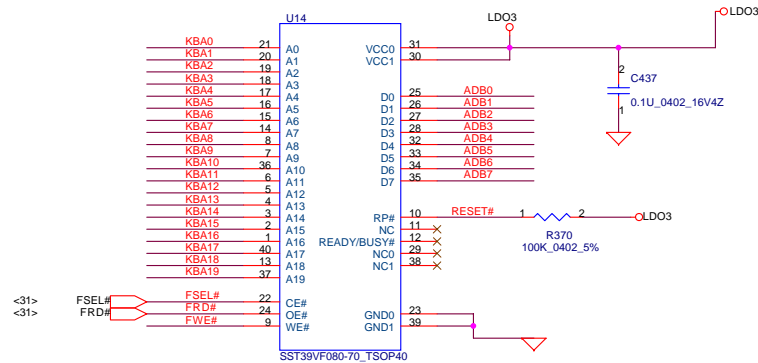 U14
LDO3
LDO3
KBA0 21 A0 VCC0 31
KBA1 20 A1 VCC1 30
KBA2 19 A2
KBA3 18 A3
KBA4 17 A4 D0 25 ADB0
KBA5 16 A5 D1 26 ADB1
KBA6 15 A6 D2 27 ADB2
KBA7 14 A7 D3 28 ADB3
KBA8 8 A8 D4 32 ADB4
KBA9 7 A9 D5 33 ADB5
KBA10 36 A10 D6 34 ADB6
KBA11 6 A11 D7 35 ADB7
KBA12 5 A12
KBA13 4 A13
KBA14 3 A14 RP# 10 RESET# 1 2 LDO3
KBA15 2 A15 NC 11
KBA16 1 A16 READY/BUSY# 12
KBA17 40 A17 NC0 29
KBA18 13 A18 NC1 38
KBA19 37 A19
2
C437
0.1U_0402_16V4Z
1
R370
100K_0402_5%
<31> FSEL# FSEL# 22 CE# GND0 23
<31> FRD# FRD# 24 OE# GND1 39
FWE# 9 WE#
SST39VF080-70_TSOP40